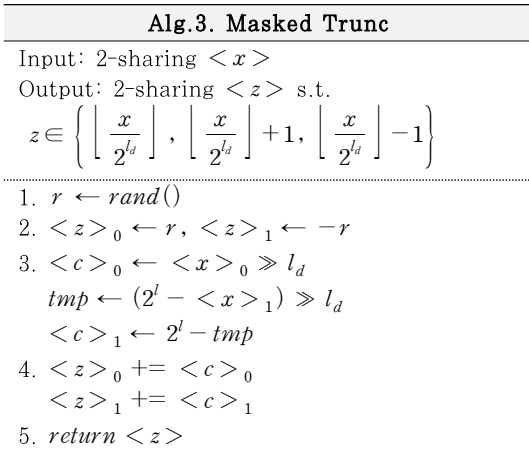 Alg.3. Masked Trunc
Input: 2-sharing <x>
Output: 2-sharing <z> s.t.
z ∈ { ⌊ x / 2^{l_d} ⌋ , ⌊ x / 2^{l_d} ⌋ + 1, ⌊ x / 2^{l_d} ⌋ − 1 }
1. r ← rand()
2. <z>_0 ← r, <z>_1 ← −r
3. <c>_0 ← <x>_0 ≫ l_d
tmp ← (2^l − <x>_1) ≫ l_d
<c>_1 ← 2^l − tmp
4. <z>_0 += <c>_0
<z>_1 += <c>_1
5. return <z>